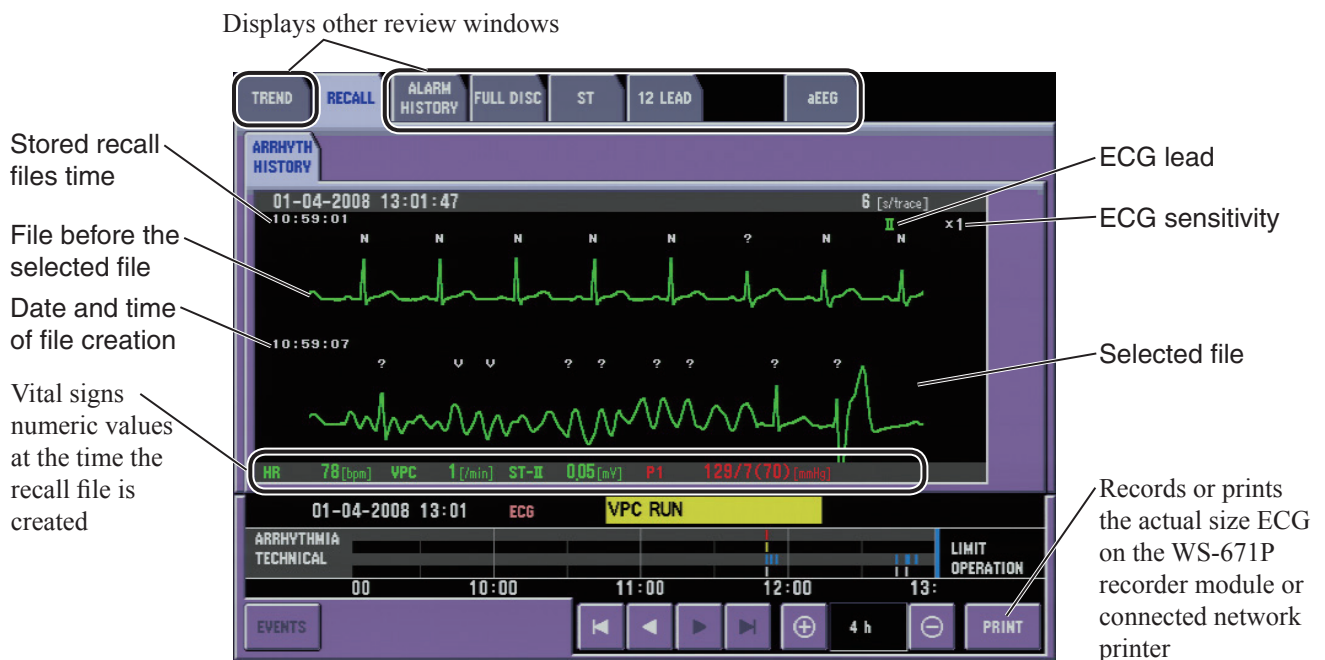 Displays other review windows
TREND
RECALL
ALARM
HISTORY
FULL DISC
ST
12 LEAD
aEEG
ARRHYTH
HISTORY
Stored recall
files time
File before the
selected file
Date and time
of file creation
Vital signs
numeric values
at the time the
recall file is
created
01-04-2008 13:01:47
6 [s/trace]
10:59:01
II
×1
N N N N N ? N N
10:59:07
? V V ? ? ? ? ? ?
HR 78[bpm] VPC 1[/min] ST-II 0.05[mV] P1 129/7(70)[mmHg]
ECG lead
ECG sensitivity
Selected file
Records or prints
the actual size ECG
on the WS-671P
recorder module or
connected network
printer
01-04-2008 13:01 ECG VPC RUN
ARRHYTHMIA
TECHNICAL
LIMIT
OPERATION
00 10:00 11:00 12:00 13:
EVENTS
4 h
PRINT